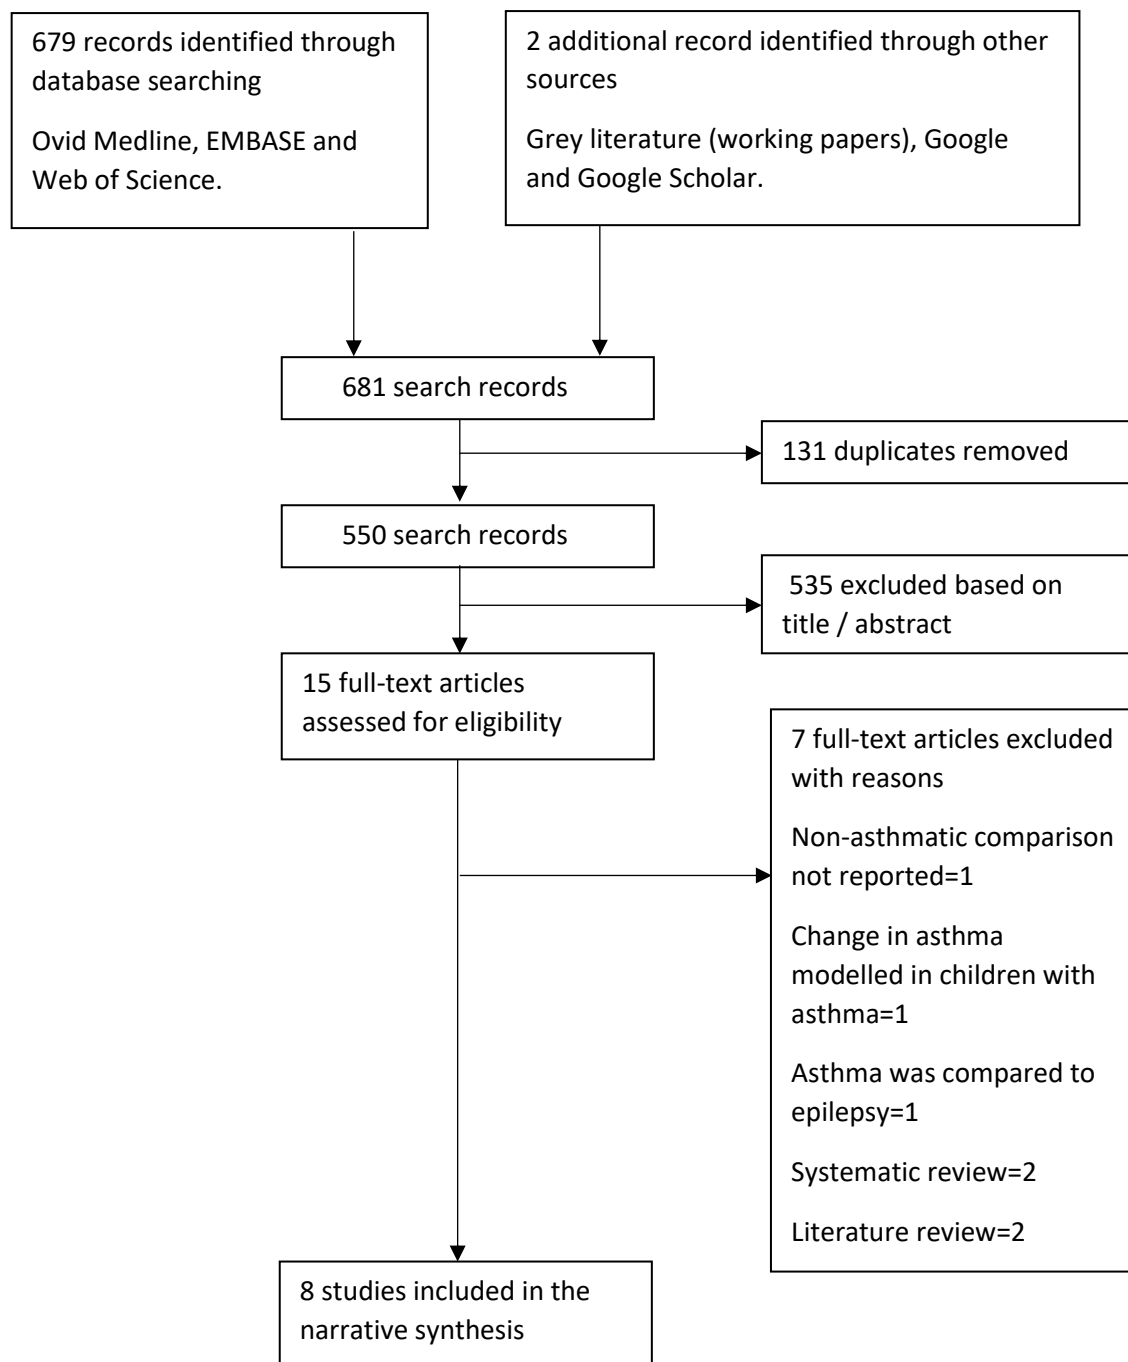 679 records identified through
database searching
Ovid Medline, EMBASE and
Web of Science.
2 additional record identified through other
sources
Grey literature (working papers), Google
and Google Scholar.
681 search records
131 duplicates removed
550 search records
535 excluded based on
title / abstract
15 full-text articles
assessed for eligibility
7 full-text articles excluded
with reasons
Non-asthmatic comparison
not reported=1
Change in asthma
modelled in children with
asthma=1
Asthma was compared to
epilepsy=1
Systematic review=2
Literature review=2
8 studies included in the
narrative synthesis